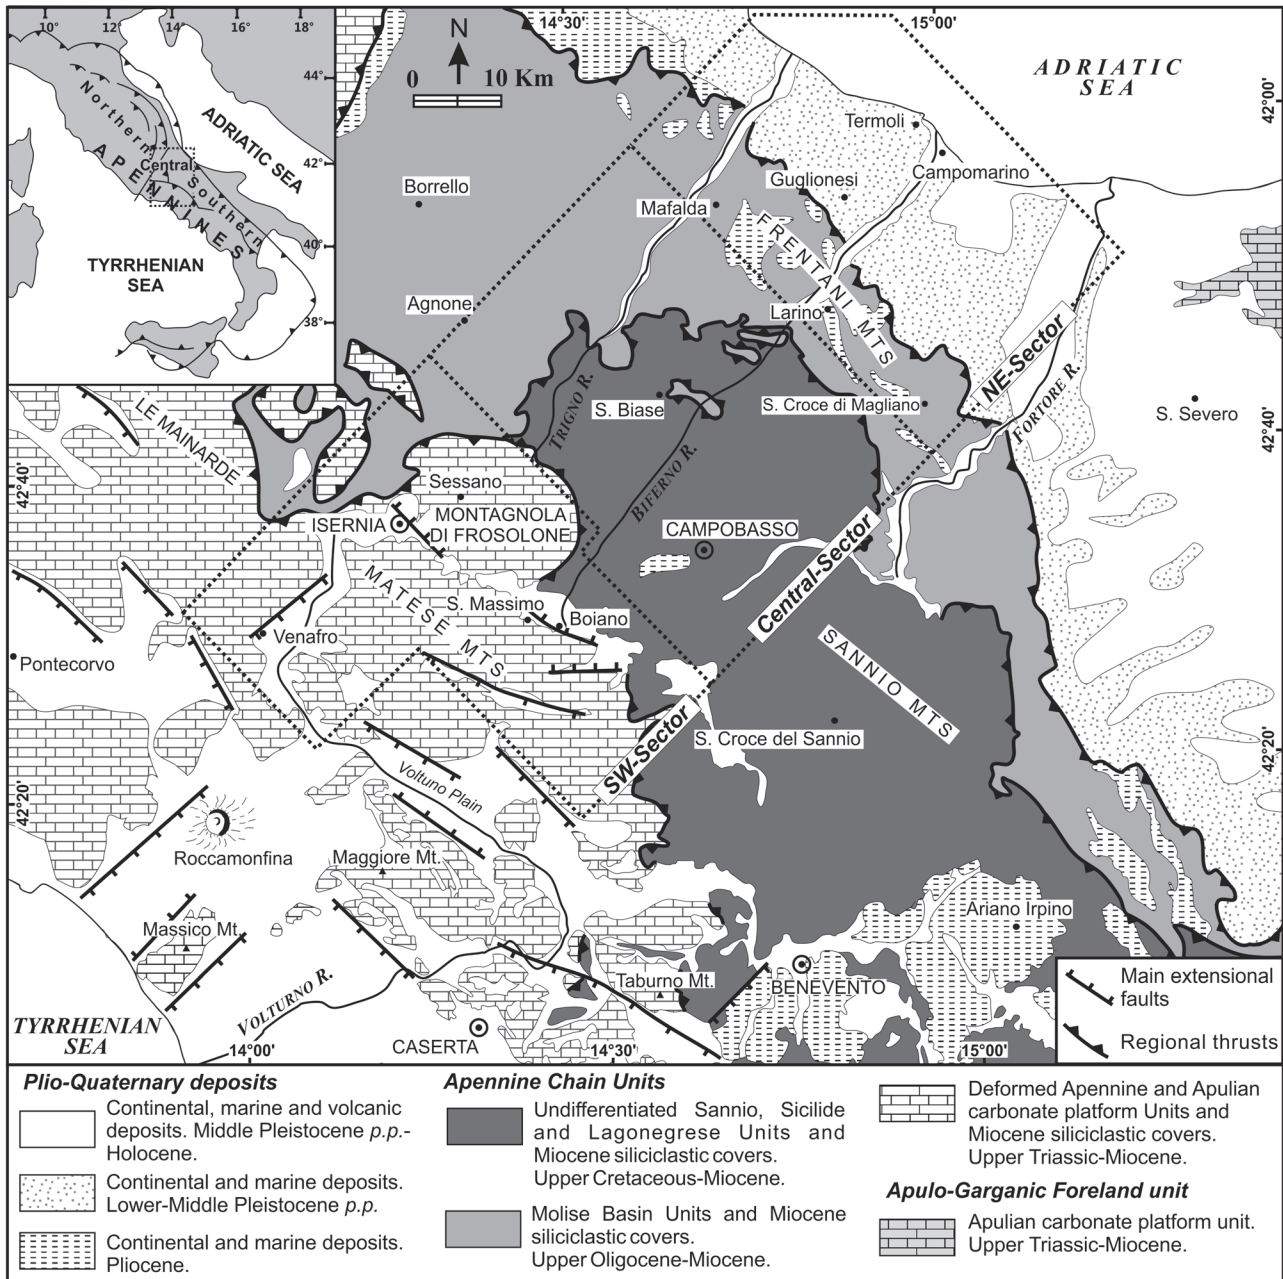 10°
12°
14°
16°
18°
44°
42°
40°
38°
Northern
Central
Southern
APENNINES
ADRIATIC SEA
TYRRHENIAN
SEA
N
0 10 Km
14°30'
15°00'
ADRIATIC
SEA
42°00'
Termoli
Campomarino
Guglionesi
Borrello
Mafalda
FRENTANI MTS
Agnone
Larino
NE-Sector
TRIGNO R.
S. Biase
S. Croce di Magliano
FORTORE R.
S. Severo
42°40'
LE MAINARDE
BIFERNO R.
42°40'
Sessano
ISERNIA
MONTAGNOLA
DI FROSOLONE
CAMPOBASSO
Central-Sector
MATESE MTS
S. Massimo
Boiano
Venafro
Pontecorvo
SANNIO MTS
SW-Sector
S. Croce del Sannio
42°20'
Voltuno Plain
42°20'
Roccamonfina
Maggiore Mt.
Massico Mt.
Ariano Irpino
Taburno Mt.
BENEVENTO
VOLTURNO R.
TYRRHENIAN
SEA
CASERTA
14°00'
14°30'
15°00'
Main extensional
faults
Regional thrusts
Plio-Quaternary deposits
Continental, marine and volcanic
deposits. Middle Pleistocene p.p.-
Holocene.
Continental and marine deposits.
Lower-Middle Pleistocene p.p.
Continental and marine deposits.
Pliocene.
Apennine Chain Units
Undifferentiated Sannio, Sicilide
and Lagonegrese Units and
Miocene siliciclastic covers.
Upper Cretaceous-Miocene.
Molise Basin Units and Miocene
siliciclastic covers.
Upper Oligocene-Miocene.
Deformed Apennine and Apulian
carbonate platform Units and
Miocene siliciclastic covers.
Upper Triassic-Miocene.
Apulo-Garganic Foreland unit
Apulian carbonate platform unit.
Upper Triassic-Miocene.